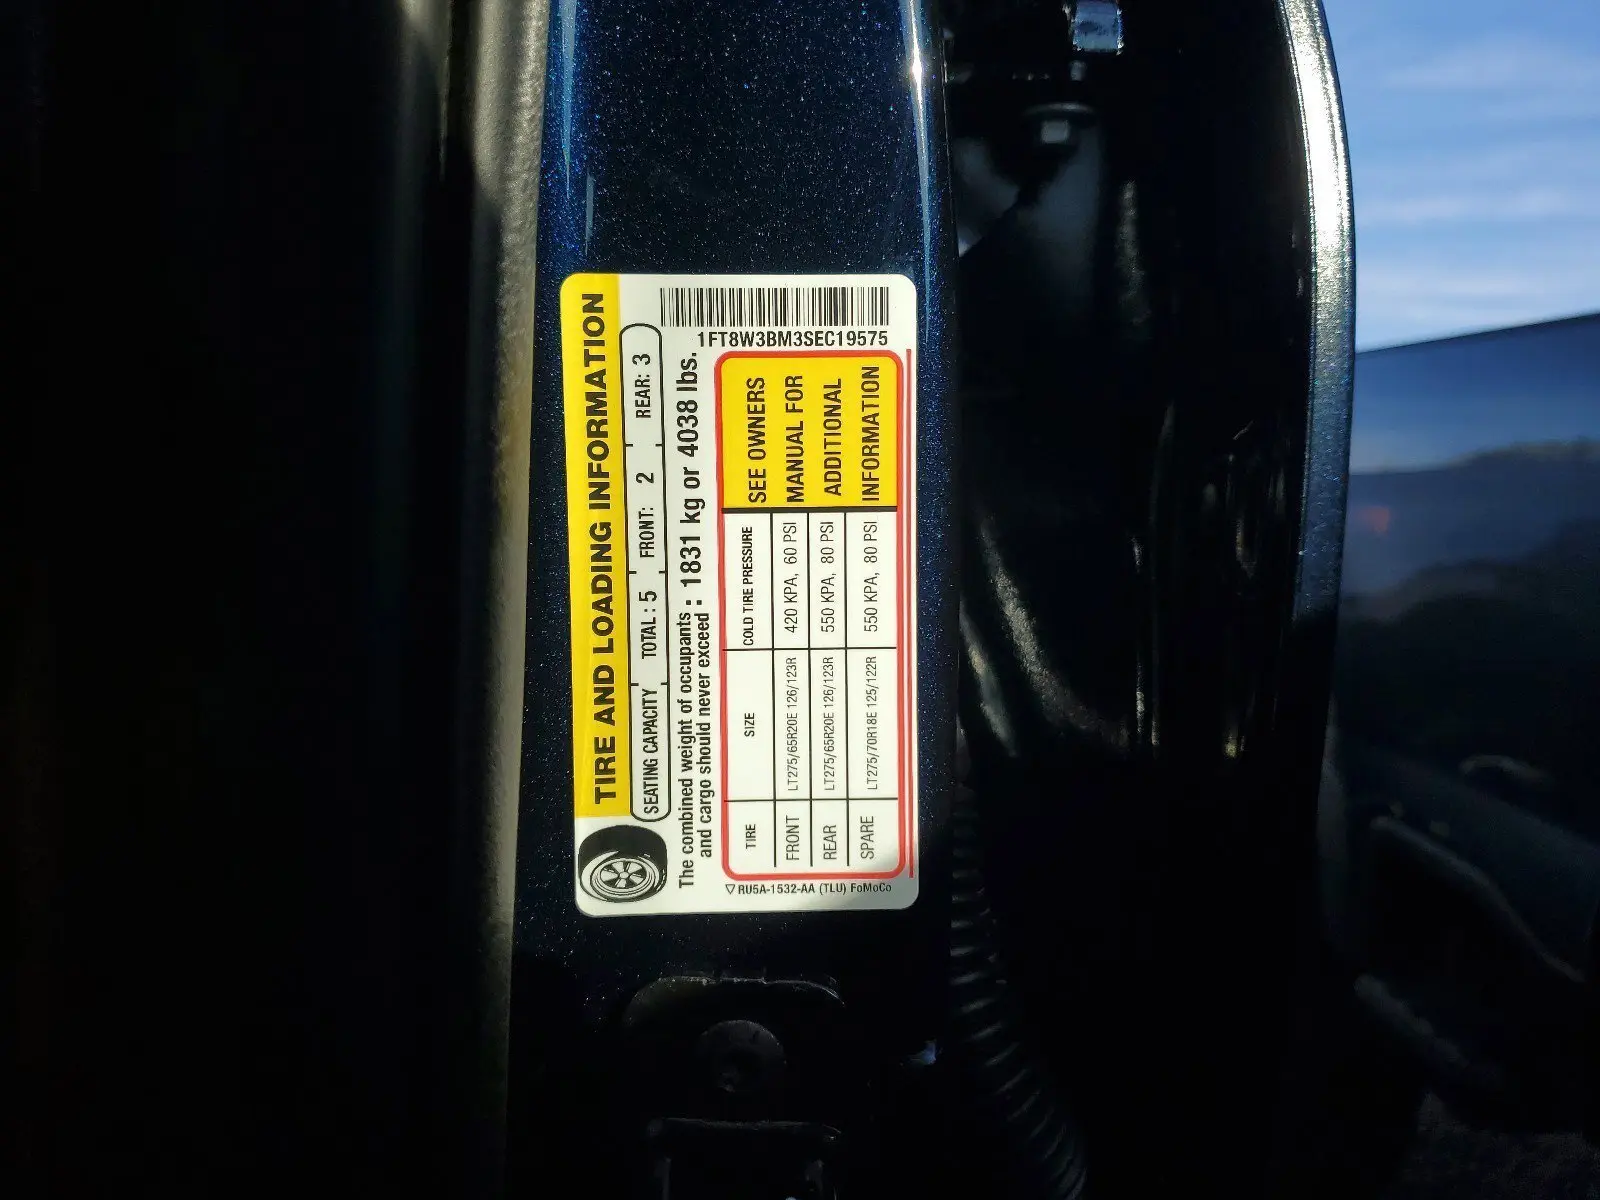 TIRE AND LOADING INFORMATION
SEATING CAPACITY TOTAL : 5 FRONT: 2 REAR: 3
The combined weight of occupants
and cargo should never exceed : 1831 kg or 4038 lbs.
1FT8W3BM3SEC19575
TIRE SIZE COLD TIRE PRESSURE
FRONT LT275/65R20E 126/123R 420 KPA, 60 PSI
REAR LT275/65R20E 126/123R 550 KPA, 80 PSI
SPARE LT275/70R18E 125/122R 550 KPA, 80 PSI
SEE OWNERS
MANUAL FOR
ADDITIONAL
INFORMATION
▽ RU5A-1532-AA (TLU) FoMoCo